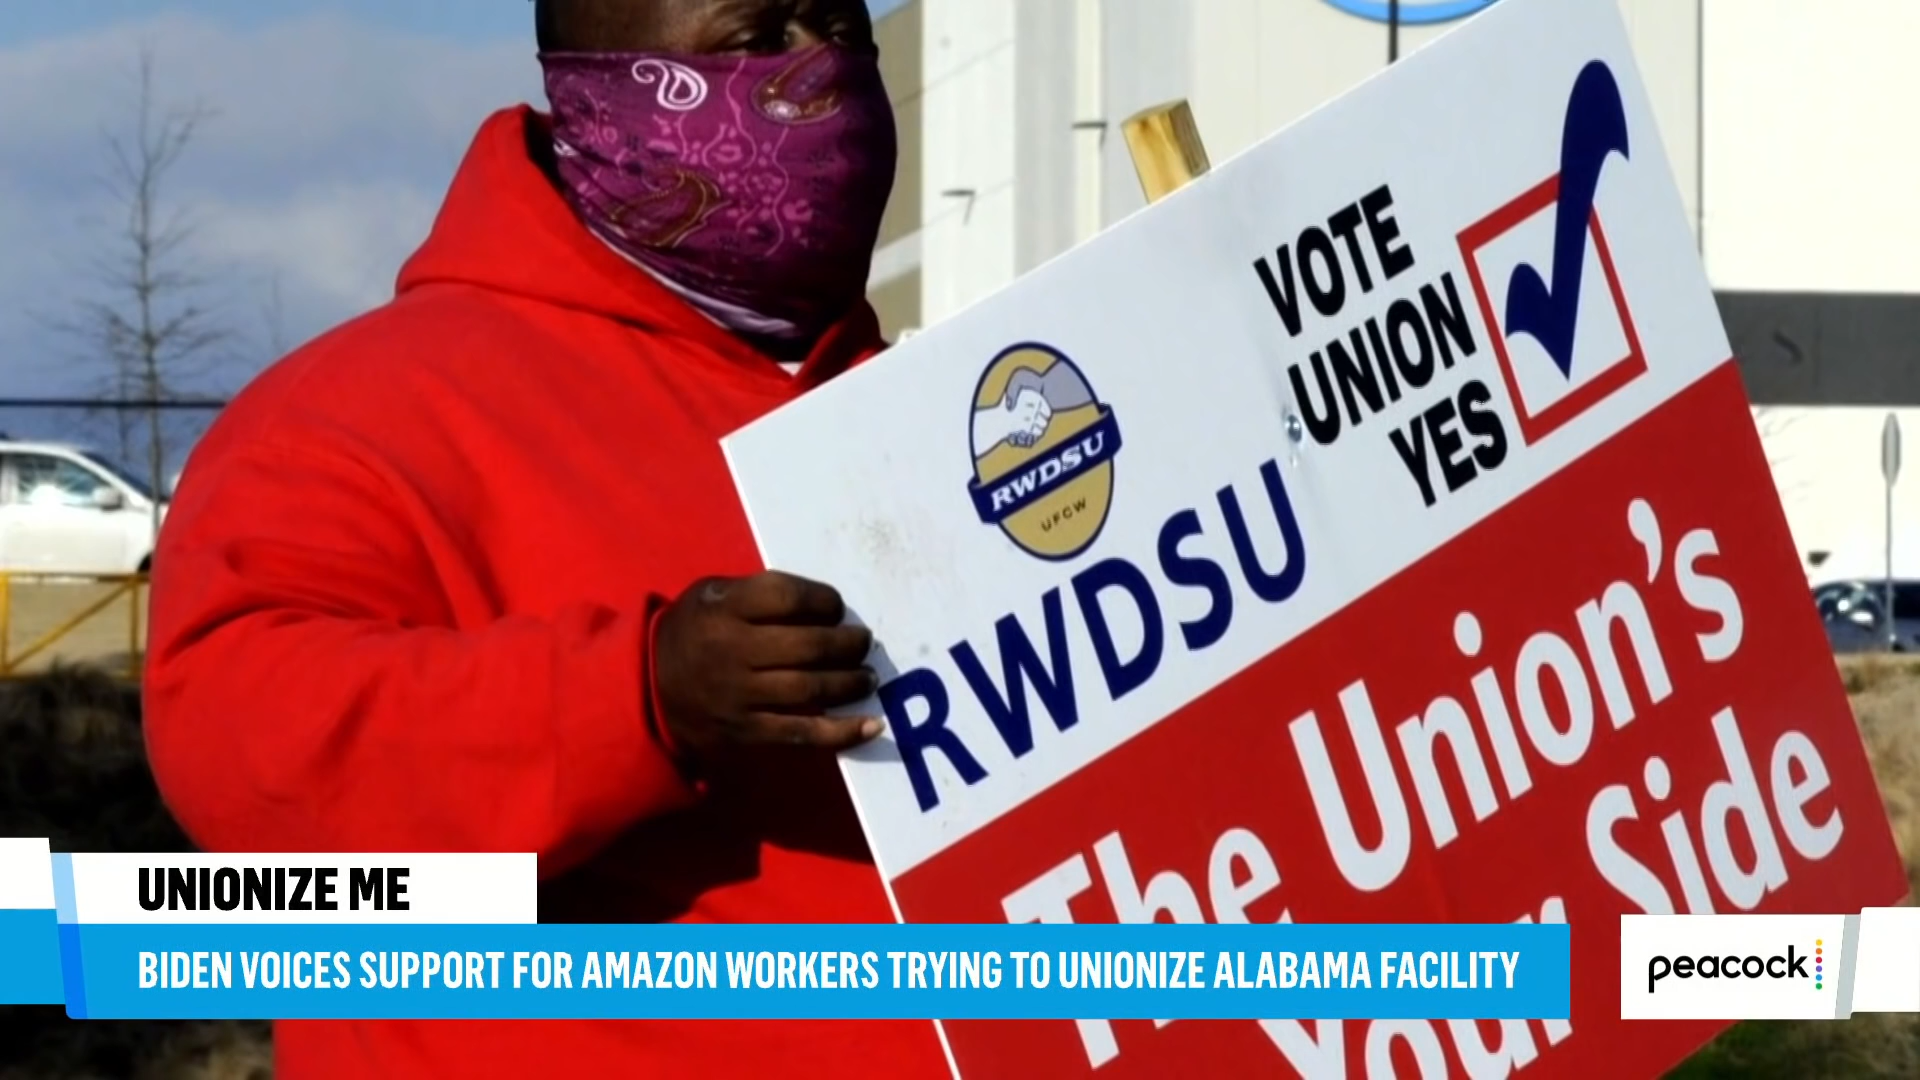 VOTE
UNION
YES
RWDSU
UFCW
RWDSU
The Union's
Your Side
UNIONIZE ME
BIDEN VOICES SUPPORT FOR AMAZON WORKERS TRYING TO UNIONIZE ALABAMA FACILITY
peacock